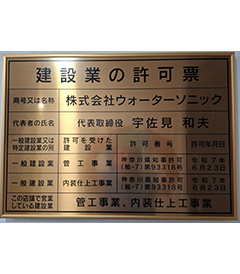 建設業の許可票
商号又は名称 株式会社ウォーターソニック
代表者の氏名 代表取締役 宇佐見 和夫
一般建設業又は特定建設業の別 許可を受けた建設業 許可番号 許可年月日
一般建設業 管工事業 神奈川県知事許可(般-7)第93318号 令和7年6月23日
一般建設業 内装仕上工事業 神奈川県知事許可(般-7)第93318号 令和7年6月23日
この店舗で営業している建設業 管工事業、内装仕上工事業